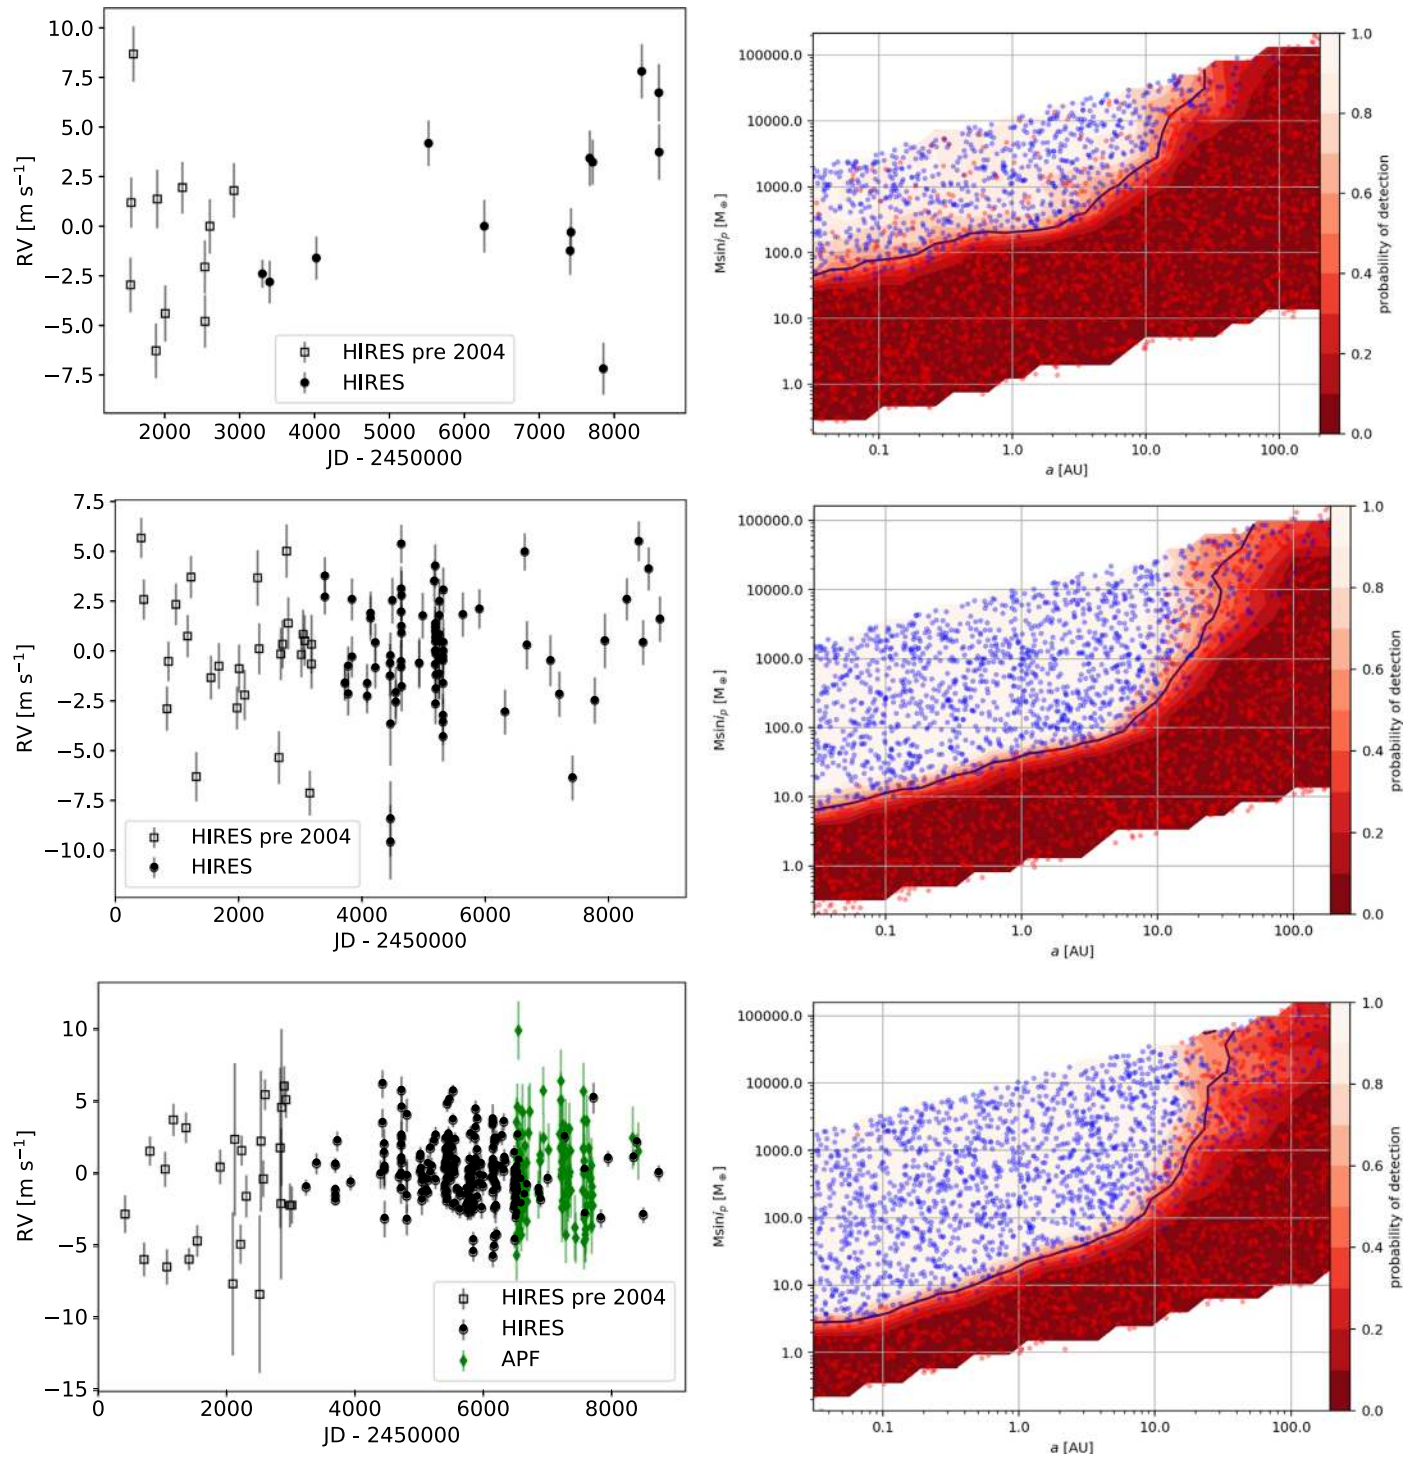 10.0
7.5
5.0
2.5
0.0
−2.5
−5.0
−7.5
RV [m s−1]
HIRES pre 2004
HIRES
2000 3000 4000 5000 6000 7000 8000
JD - 2450000
100000.0
10000.0
1000.0
100.0
10.0
1.0
Msini_p [M⊕]
0.1 1.0 10.0 100.0
a [AU]
1.0
0.8
0.6
0.4
0.2
0.0
probability of detection
7.5
5.0
2.5
0.0
−2.5
−5.0
−7.5
−10.0
RV [m s−1]
HIRES pre 2004
HIRES
0 2000 4000 6000 8000
JD - 2450000
100000.0
10000.0
1000.0
100.0
10.0
1.0
Msini_p [M⊕]
0.1 1.0 10.0 100.0
a [AU]
1.0
0.8
0.6
0.4
0.2
0.0
probability of detection
10
5
0
−5
−10
−15
RV [m s−1]
HIRES pre 2004
HIRES
APF
0 2000 4000 6000 8000
JD - 2450000
100000.0
10000.0
1000.0
100.0
10.0
1.0
Msini_p [M⊕]
0.1 1.0 10.0 100.0
a [AU]
1.0
0.8
0.6
0.4
0.2
0.0
probability of detection